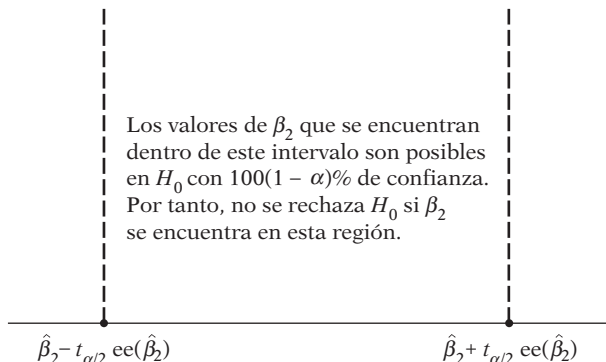 Los valores de β₂ que se encuentran
dentro de este intervalo son posibles
en H₀ con 100(1 – α)% de confianza.
Por tanto, no se rechaza H₀ si β₂
se encuentra en esta región.
β̂₂– t_α/2 ee(β̂₂)
β̂₂+ t_α/2 ee(β̂₂)